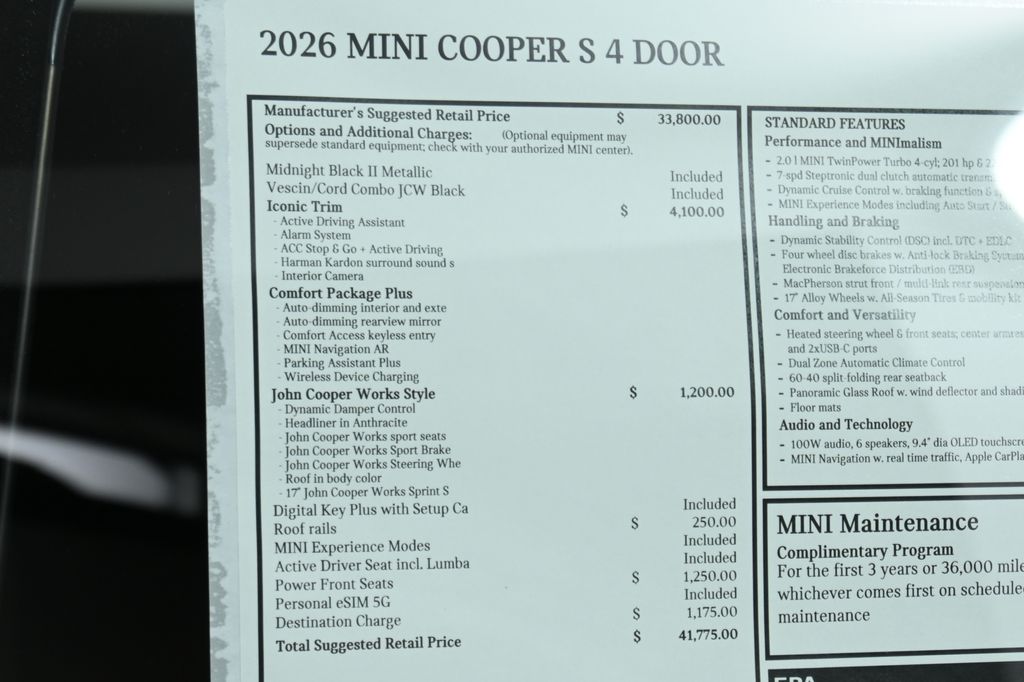 2026 MINI COOPER S 4 DOOR
Manufacturer's Suggested Retail Price $ 33,800.00
Options and Additional Charges: (Optional equipment may
supersede standard equipment; check with your authorized MINI center).
Midnight Black II Metallic Included
Vescin/Cord Combo JCW Black Included
Iconic Trim $ 4,100.00
- Active Driving Assistant
- Alarm System
- ACC Stop & Go + Active Driving
- Harman Kardon surround sound s
- Interior Camera
Comfort Package Plus
- Auto-dimming interior and exte
- Auto-dimming rearview mirror
- Comfort Access keyless entry
- MINI Navigation AR
- Parking Assistant Plus
- Wireless Device Charging
John Cooper Works Style $ 1,200.00
- Dynamic Damper Control
- Headliner in Anthracite
- John Cooper Works sport seats
- John Cooper Works Sport Brake
- John Cooper Works Steering Whe
- Roof in body color
- 17" John Cooper Works Sprint S
Digital Key Plus with Setup Ca Included
Roof rails $ 250.00
MINI Experience Modes Included
Active Driver Seat incl. Lumba Included
Power Front Seats $ 1,250.00
Personal eSIM 5G Included
Destination Charge $ 1,175.00
Total Suggested Retail Price $ 41,775.00
STANDARD FEATURES
Performance and MINImalism
- 2.0 l MINI TwinPower Turbo 4-cyl; 201 hp &
- 7-spd Steptronic dual clutch automatic
- Dynamic Cruise Control w. braking function &
- MINI Experience Modes including Auto Start /
Handling and Braking
- Dynamic Stability Control (DSC) incl. DTC + EDLC
- Four wheel disc brakes w. Anti-lock Braking
Electronic Brakeforce Distribution (EBD)
- MacPherson strut front / multi-link rear suspension
- 17" Alloy Wheels w. All-Season Tires & mobility kit
Comfort and Versatility
- Heated steering wheel & front seats; center
and 2xUSB-C ports
- Dual Zone Automatic Climate Control
- 60-40 split-folding rear seatback
- Panoramic Glass Roof w. wind deflector and
- Floor mats
Audio and Technology
- 100W audio, 6 speakers, 9.4" dia OLED
- MINI Navigation w. real time traffic, Apple
MINI Maintenance
Complimentary Program
For the first 3 years or 36,000
whichever comes first on
maintenance
EPA